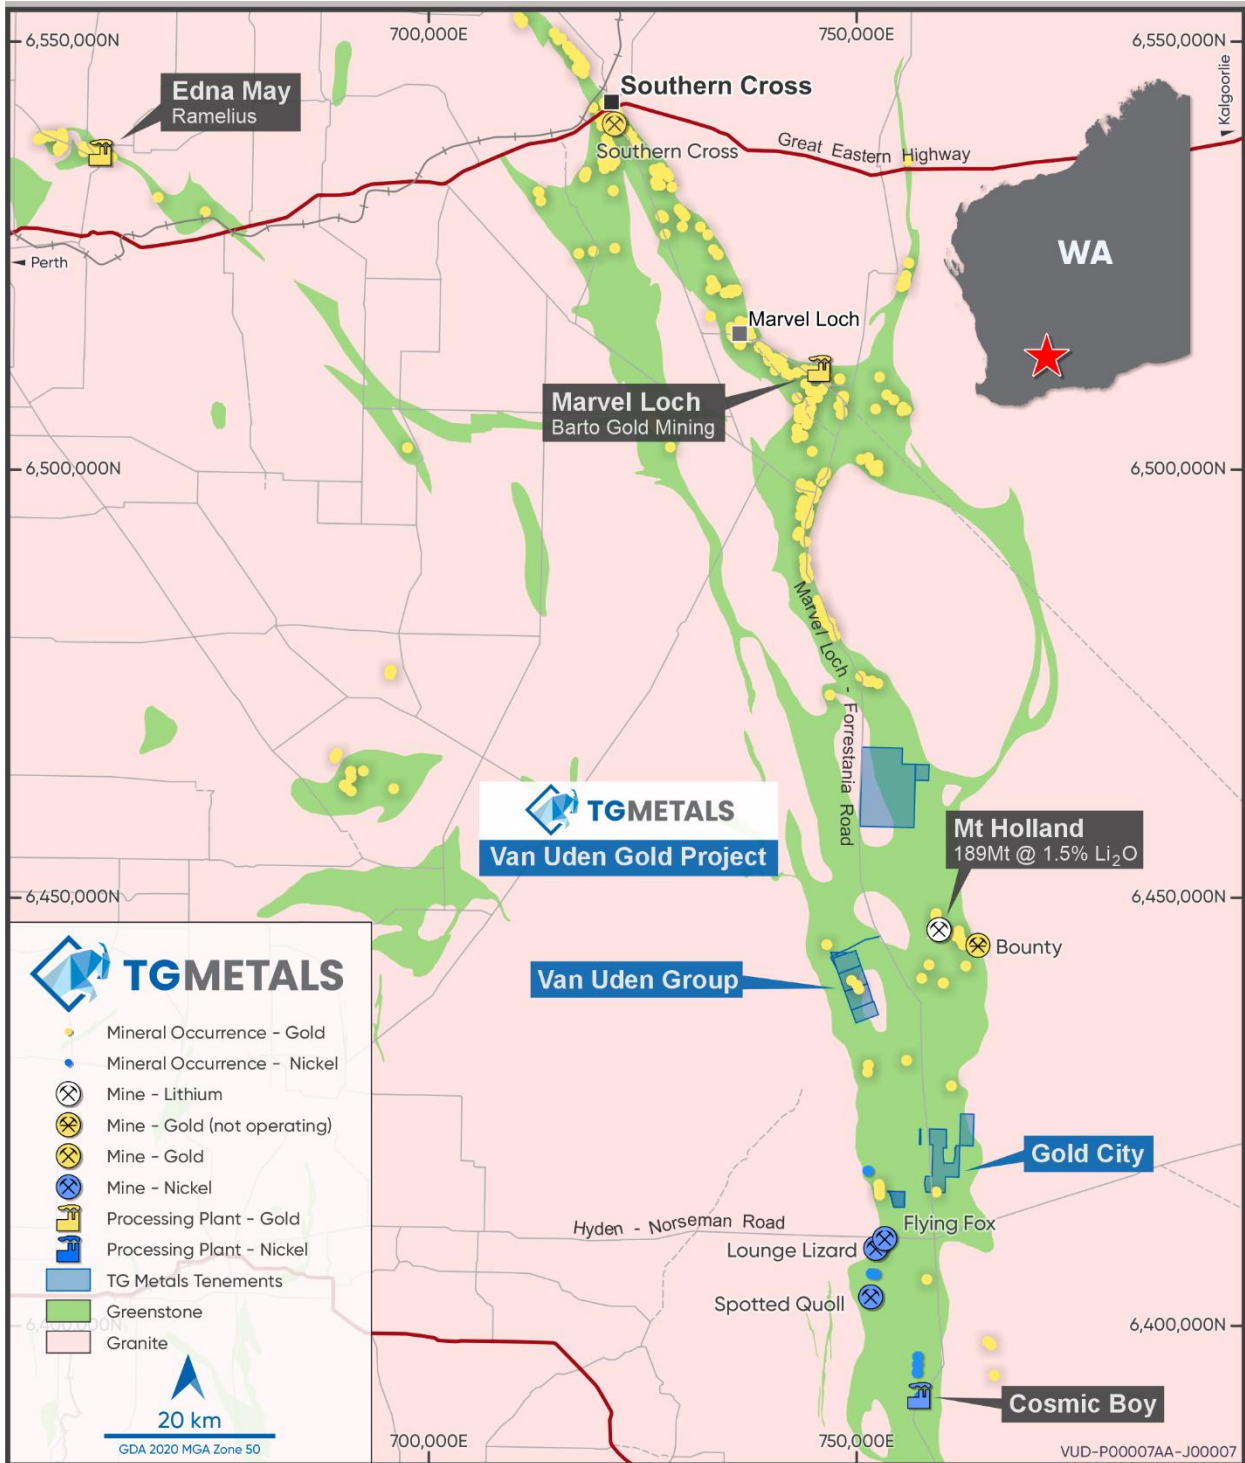 700,000E
750,000E
6,550,000N
6,550,000N
Kalgoorlie
Edna May
Ramelius
Southern Cross
Southern Cross
Great Eastern Highway
Perth
WA
Marvel Loch
Marvel Loch
Barto Gold Mining
6,500,000N
6,500,000N
Marvel Loch - Forrestania Road
TGMETALS
Van Uden Gold Project
Mt Holland
189Mt @ 1.5% Li₂O
6,450,000N
6,450,000N
Bounty
Van Uden Group
Gold City
Hyden - Norseman Road
Flying Fox
Lounge Lizard
Spotted Quoll
6,400,000N
6,400,000N
Cosmic Boy
700,000E
750,000E
VUD-P00007AA-J00007
TGMETALS
Mineral Occurrence - Gold
Mineral Occurrence - Nickel
Mine - Lithium
Mine - Gold (not operating)
Mine - Gold
Mine - Nickel
Processing Plant - Gold
Processing Plant - Nickel
TG Metals Tenements
Greenstone
Granite
20 km
GDA 2020 MGA Zone 50